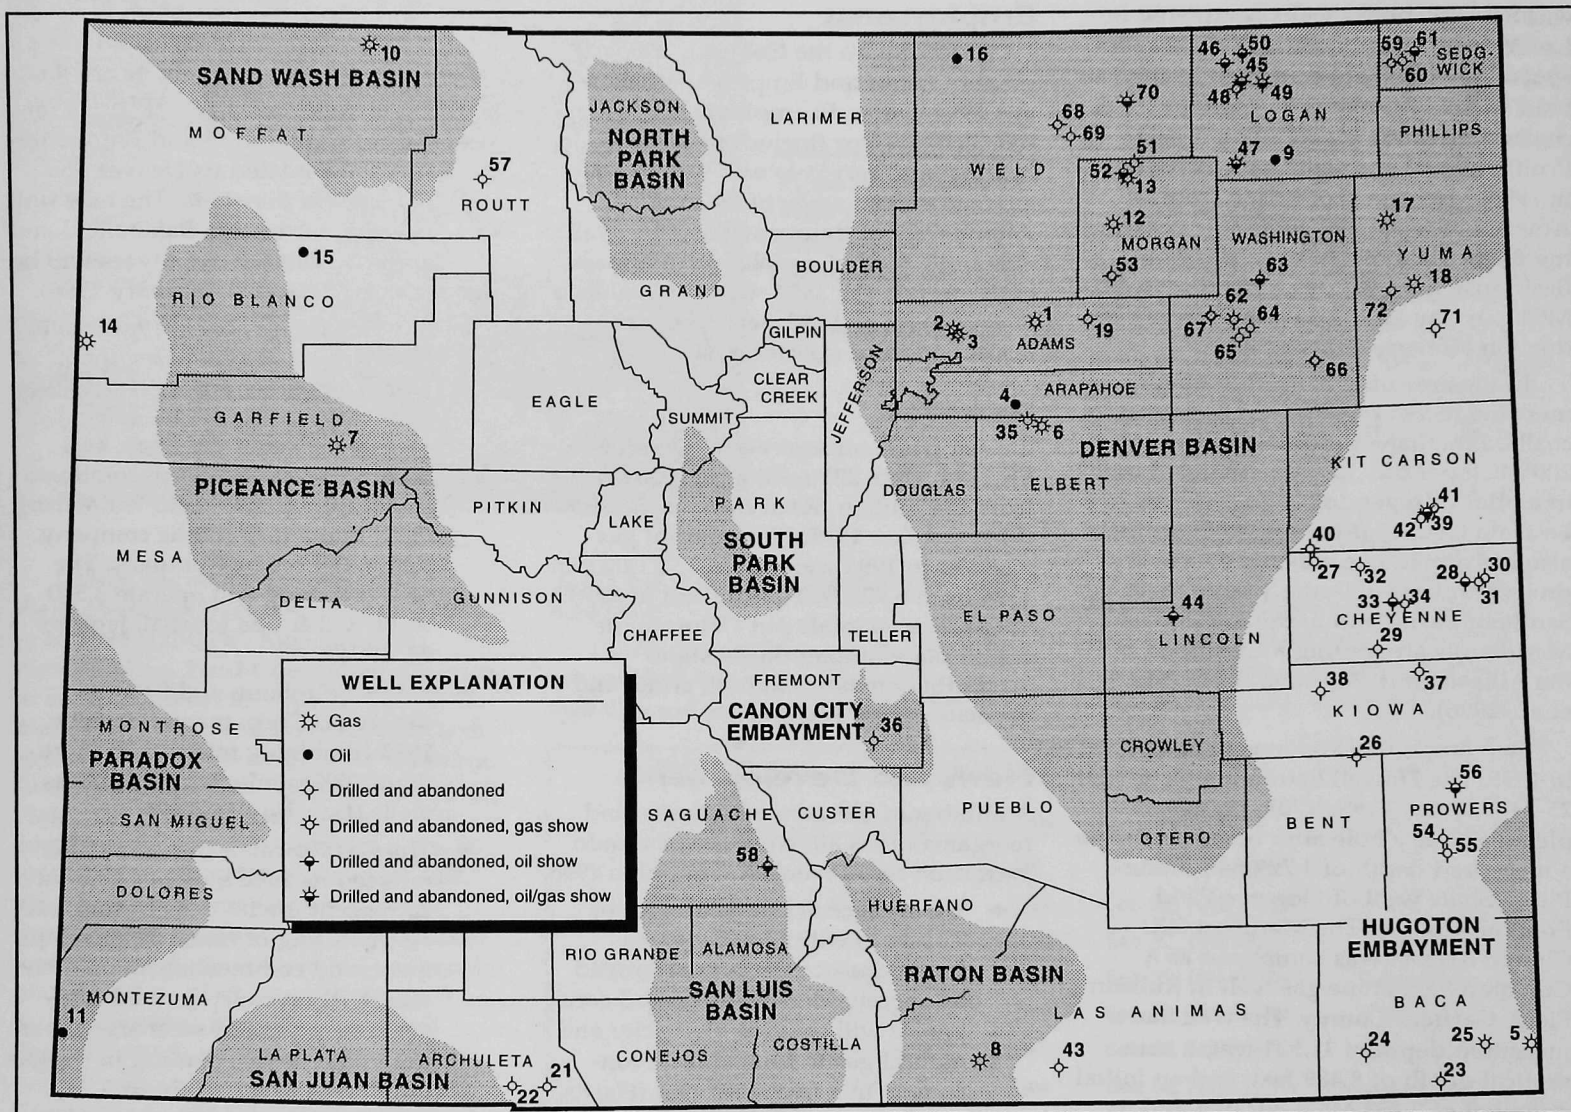 10
SAND WASH BASIN
MOFFAT
57
ROUTT
JACKSON
NORTH
PARK
BASIN
LARIMER
16
70
68
69
WELD
51
52
13
46
50
45
48
49
LOGAN
47
9
59
61
60
SEDG-
WICK
PHILLIPS
15
RIO BLANCO
14
GRAND
BOULDER
12
MORGAN
53
WASHINGTON
63
62
64
67
65
66
17
YUMA
18
72
71
GILPIN
2
3
1
19
ADAMS
CLEAR
CREEK
JEFFERSON
ARAPAHOE
4
35
6
GARFIELD
7
EAGLE
SUMMIT
DENVER BASIN
KIT CARSON
PICEANCE BASIN
PITKIN
LAKE
PARK
DOUGLAS
ELBERT
41
42
39
40
SOUTH
PARK
BASIN
MESA
DELTA
GUNNISON
CHAFFEE
TELLER
EL PASO
44
LINCOLN
27
32
28
30
31
33
34
CHEYENNE
29
WELL EXPLANATION
Gas
Oil
Drilled and abandoned
Drilled and abandoned, gas show
Drilled and abandoned, oil show
Drilled and abandoned, oil/gas show
FREMONT
CANON CITY
EMBAYMENT
36
38
37
KIOWA
26
MONTROSE
PARADOX
BASIN
SAN MIGUEL
CROWLEY
SAGUACHE
CUSTER
PUEBLO
OTERO
BENT
56
PROWERS
54
55
58
DOLORES
HUERFANO
HUGOTON
EMBAYMENT
RIO GRANDE
ALAMOSA
SAN LUIS
BASIN
RATON BASIN
MONTEZUMA
11
LAS ANIMAS
BACA
LA PLATA
ARCHULETA
SAN JUAN BASIN
22
21
CONEJOS
COSTILLA
8
43
24
25
5
23